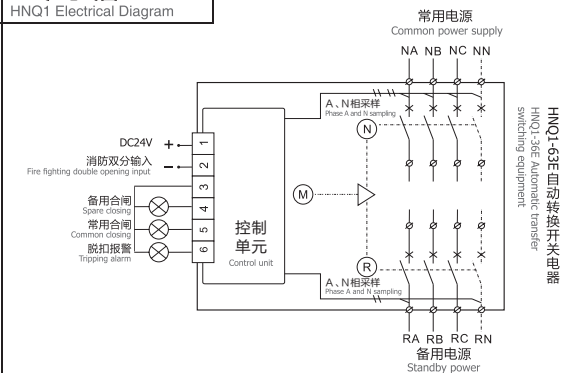 HNQ1 Electrical Diagram
常用电源
Common power supply
NA NB NC NN
A、N相采样
Phase A and N sampling
N
DC24V + 1
消防双分输入 − 2
Fire fighting double opening input
3
备用合闸 4
Spare closing
常用合闸 5
Common closing
脱扣报警 6
Tripping alarm
控制
单元
Control unit
M
R
A、N相采样
Phase A and N sampling
RA RB RC RN
备用电源
Standby power
HNQ1-63E自动转换开关电器
HNQ1-36E Automatic transfer
switching equipment